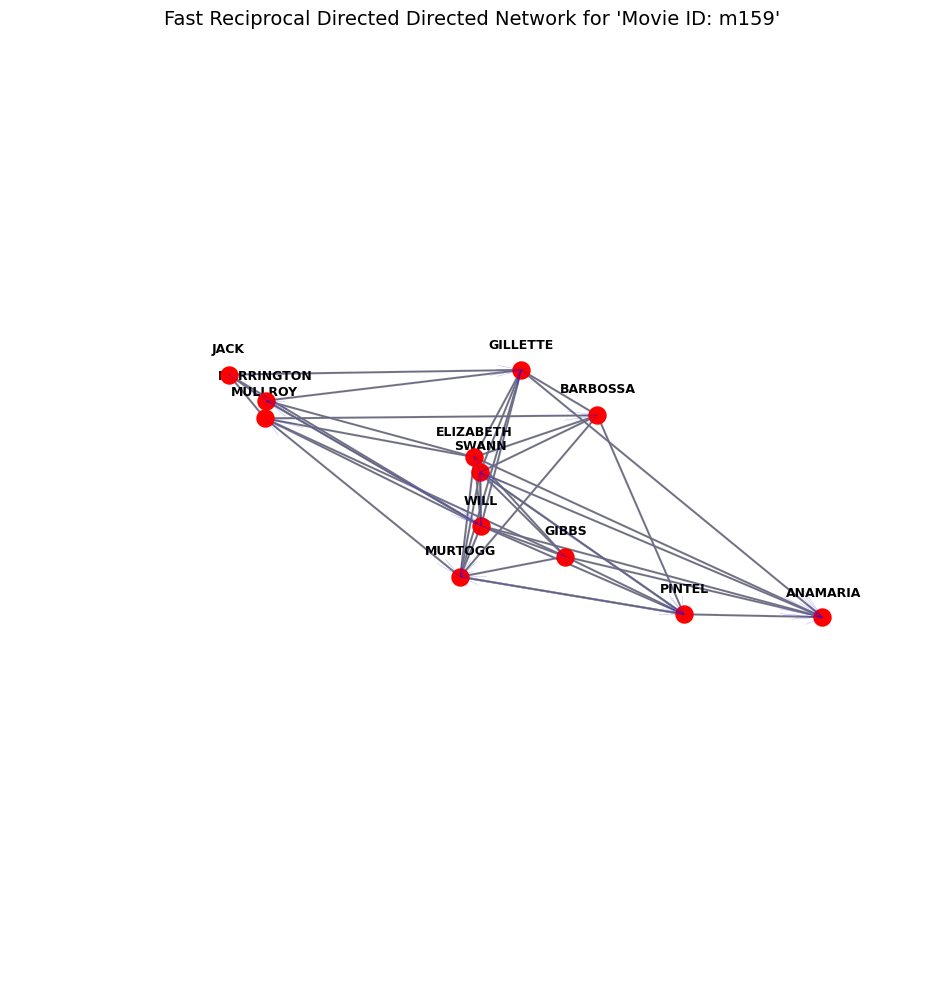 Fast Reciprocal Directed Directed Network for 'Movie ID: m159'
GILLETTE
JACK
BARBOSSA
MULLROY
ELIZABETH
SWANN
WILL
GIBBS
MURTOGG
PINTEL
ANAMARIA